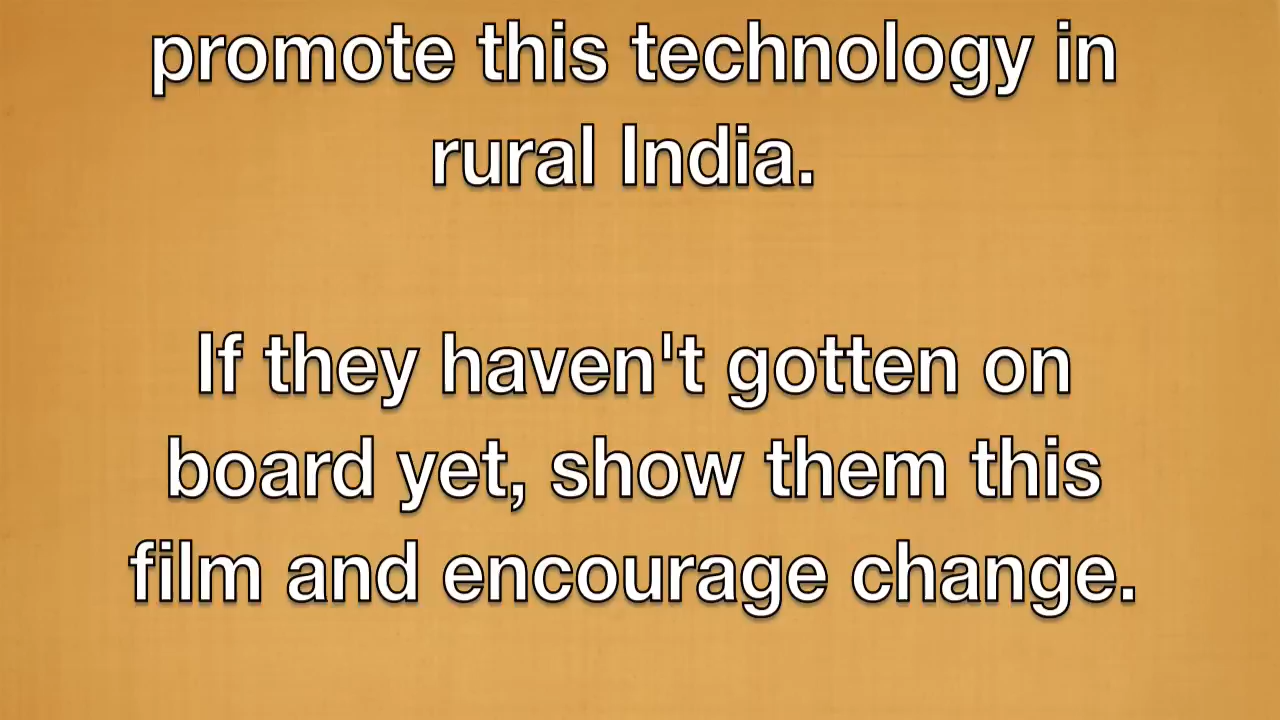 promote this technology in
rural India.
If they haven't gotten on
board yet, show them this
film and encourage change.